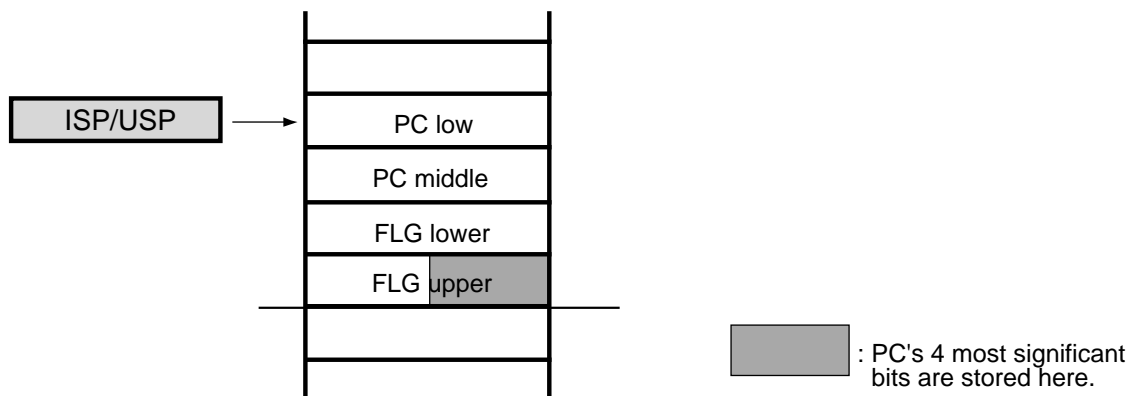 ISP/USP
PC low
PC middle
FLG lower
FLG upper
: PC's 4 most significant
bits are stored here.